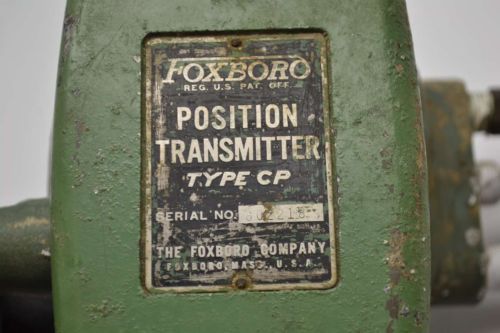 FOXBORO
REG. U.S. PAT. OFF.
POSITION
TRANSMITTER
TYPE CP
SERIAL NO.
THE FOXBORO COMPANY
FOXBORO, MASS., U.S.A.